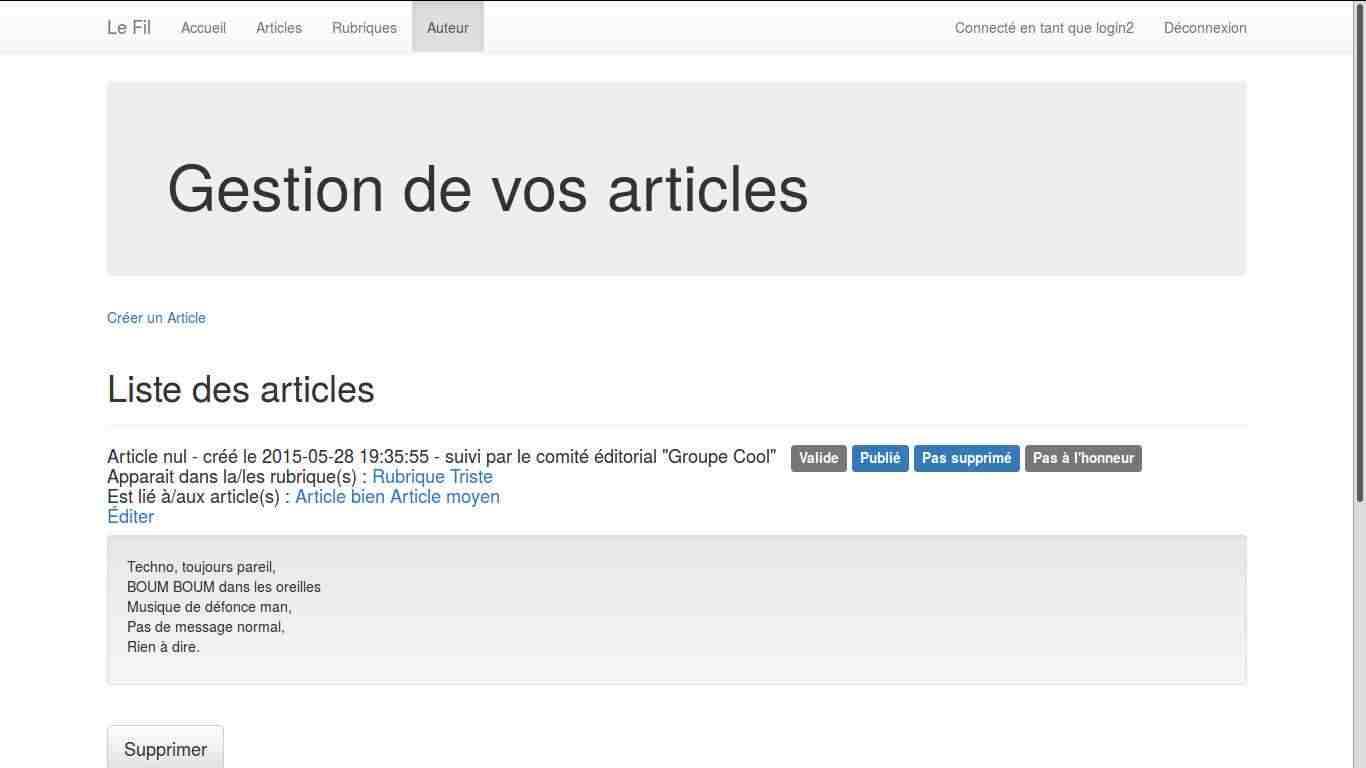 Le Fil Accueil Articles Rubriques Auteur Connecté en tant que login2 Déconnexion
Gestion de vos articles
Créer un Article
Liste des articles
Article nul - créé le 2015-05-28 19:35:55 - suivi par le comité éditorial "Groupe Cool" Valide Publié Pas supprimé Pas à l'honneur
Apparait dans la/les rubrique(s) : Rubrique Triste
Est lié à/aux article(s) : Article bien Article moyen
Éditer
Techno, toujours pareil,
BOUM BOUM dans les oreilles
Musique de défonce man,
Pas de message normal,
Rien à dire.
Supprimer